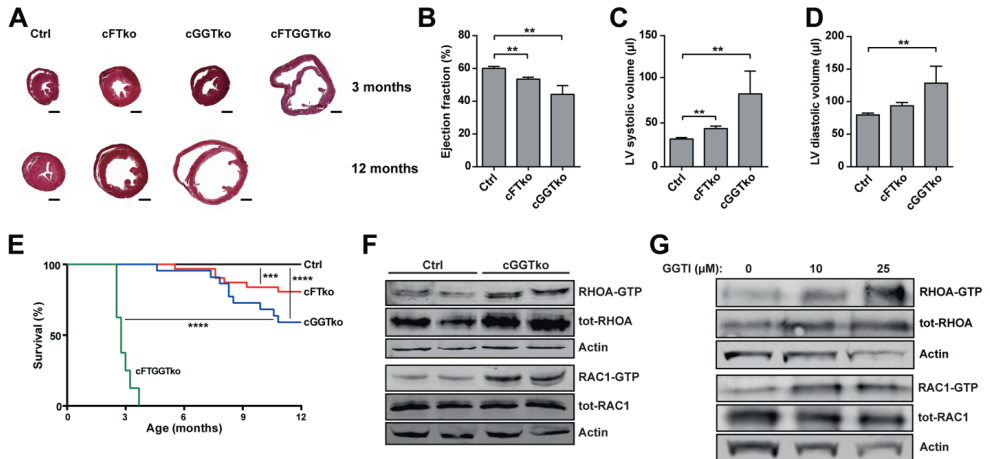 A
Ctrl cFTko cGGTko cFTGGTko
3 months
12 months
B
Ejection fraction (%)
80
60
40
20
0
** **
Ctrl cFTko cGGTko
C
LV systolic volume (µl)
150
100
50
0
** **
Ctrl cFTko cGGTko
D
LV diastolic volume (µl)
200
150
100
50
0
**
Ctrl cFTko cGGTko
E
Survival (%)
100
50
0
Ctrl
*** ****
cFTko
cGGTko
****
cFTGGTko
0 3 6 9 12
Age (months)
F
Ctrl cGGTko
RHOA-GTP
tot-RHOA
Actin
RAC1-GTP
tot-RAC1
Actin
G
GGTI (µM): 0 10 25
RHOA-GTP
tot-RHOA
Actin
RAC1-GTP
tot-RAC1
Actin